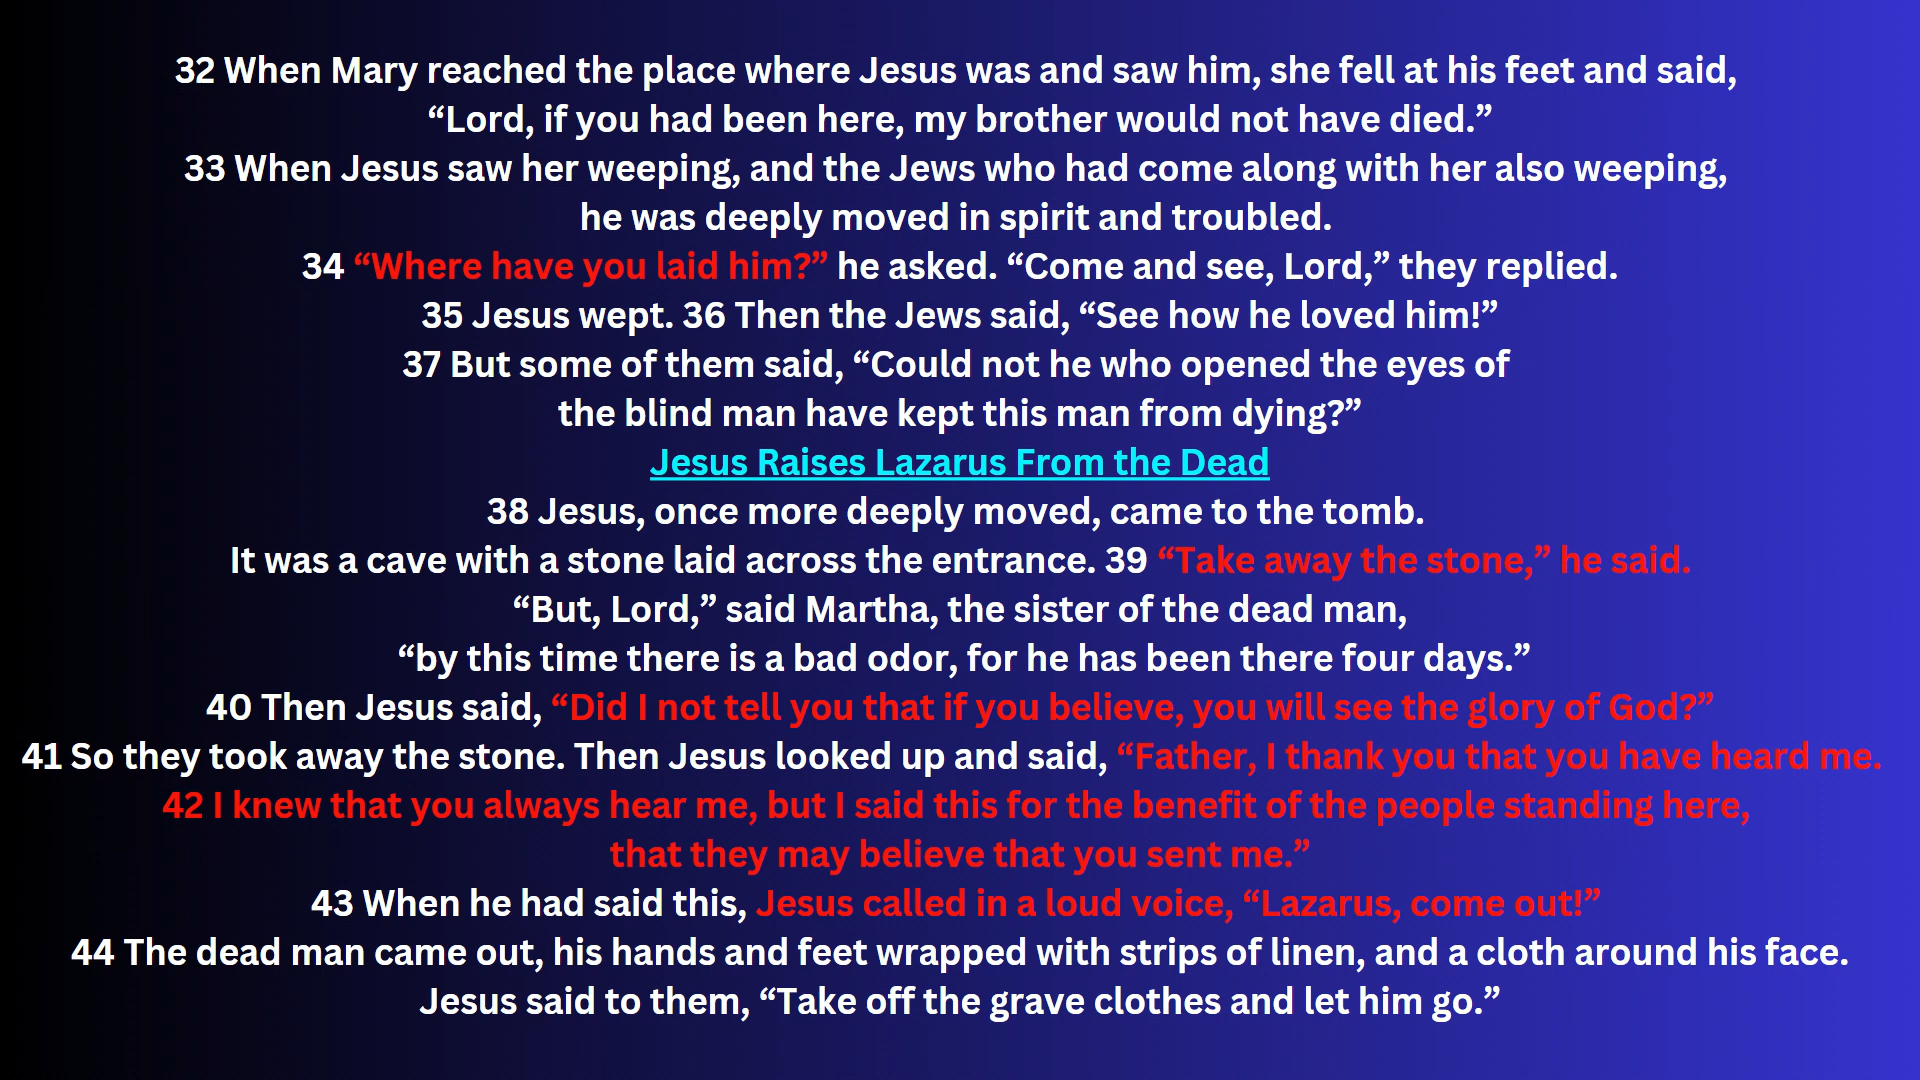 32 When Mary reached the place where Jesus was and saw him, she fell at his feet and said,
“Lord, if you had been here, my brother would not have died.”
33 When Jesus saw her weeping, and the Jews who had come along with her also weeping,
he was deeply moved in spirit and troubled.
34 “Where have you laid him?” he asked. “Come and see, Lord,” they replied.
35 Jesus wept. 36 Then the Jews said, “See how he loved him!”
37 But some of them said, “Could not he who opened the eyes of
the blind man have kept this man from dying?”
Jesus Raises Lazarus From the Dead
38 Jesus, once more deeply moved, came to the tomb.
It was a cave with a stone laid across the entrance. 39 “Take away the stone,” he said.
“But, Lord,” said Martha, the sister of the dead man,
“by this time there is a bad odor, for he has been there four days.”
40 Then Jesus said, “Did I not tell you that if you believe, you will see the glory of God?”
41 So they took away the stone. Then Jesus looked up and said, “Father, I thank you that you have heard me.
42 I knew that you always hear me, but I said this for the benefit of the people standing here,
that they may believe that you sent me.”
43 When he had said this, Jesus called in a loud voice, “Lazarus, come out!”
44 The dead man came out, his hands and feet wrapped with strips of linen, and a cloth around his face.
Jesus said to them, “Take off the grave clothes and let him go.”